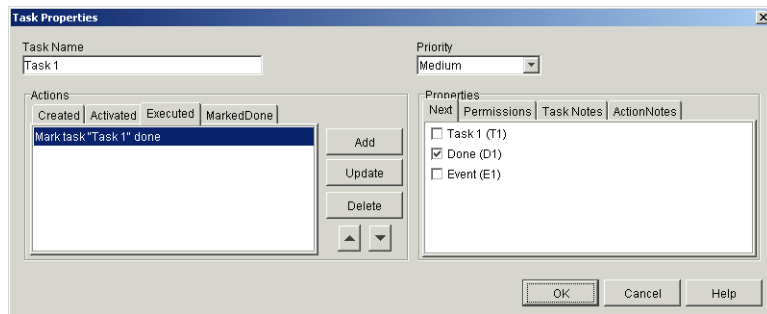 Task Properties
Task Name
Priority
Task 1
Medium
Actions
Properties
Created Activated Executed MarkedDone
Next Permissions Task Notes ActionNotes
Mark task "Task 1" done
Add
Update
Delete
Task 1 (T1)
Done (D1)
Event (E1)
OK Cancel Help